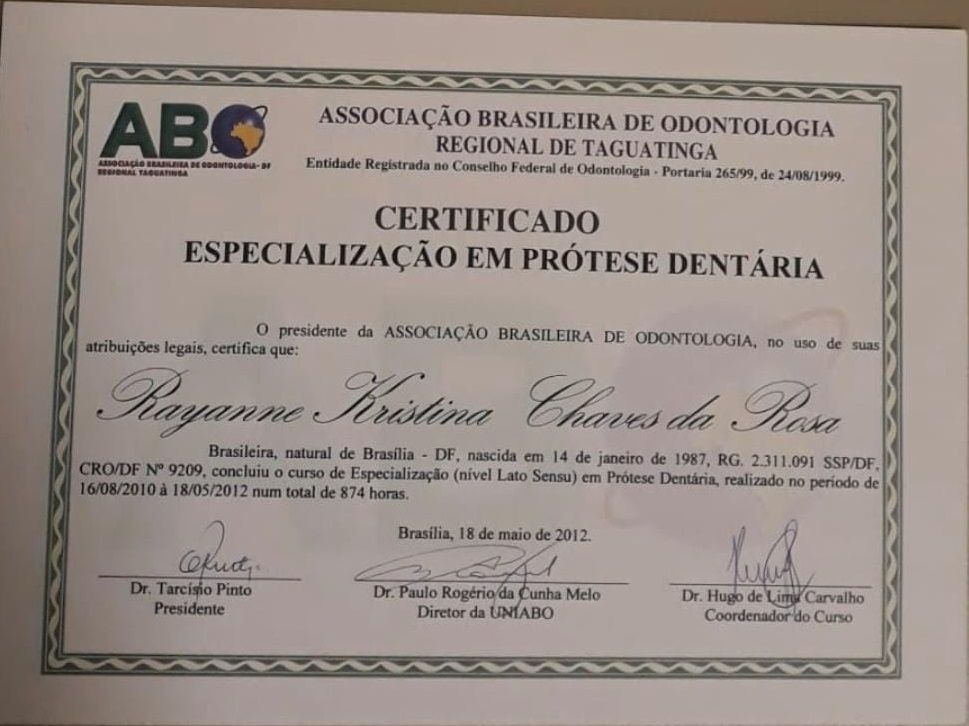 ABO
ASSOCIAÇÃO BRASILEIRA DE ODONTOLOGIA - DF
REGIONAL TAGUATINGA
ASSOCIAÇÃO BRASILEIRA DE ODONTOLOGIA
REGIONAL DE TAGUATINGA
Entidade Registrada no Conselho Federal de Odontologia - Portaria 265/99, de 24/08/1999.
CERTIFICADO
ESPECIALIZAÇÃO EM PRÓTESE DENTÁRIA
O presidente da ASSOCIAÇÃO BRASILEIRA DE ODONTOLOGIA, no uso de suas
atribuições legais, certifica que:
Rayanne Kristina Chaves da Rosa
Brasileira, natural de Brasília - DF, nascida em 14 de janeiro de 1987, RG. 2.311.091 SSP/DF,
CRO/DF Nº 9209, concluiu o curso de Especialização (nível Lato Sensu) em Prótese Dentária, realizado no período de
16/08/2010 à 18/05/2012 num total de 874 horas.
Brasília, 18 de maio de 2012.
Dr. Tarcísio Pinto
Presidente
Dr. Paulo Rogério da Cunha Melo
Diretor da UNIABO
Dr. Hugo de Lima Carvalho
Coordenador do Curso